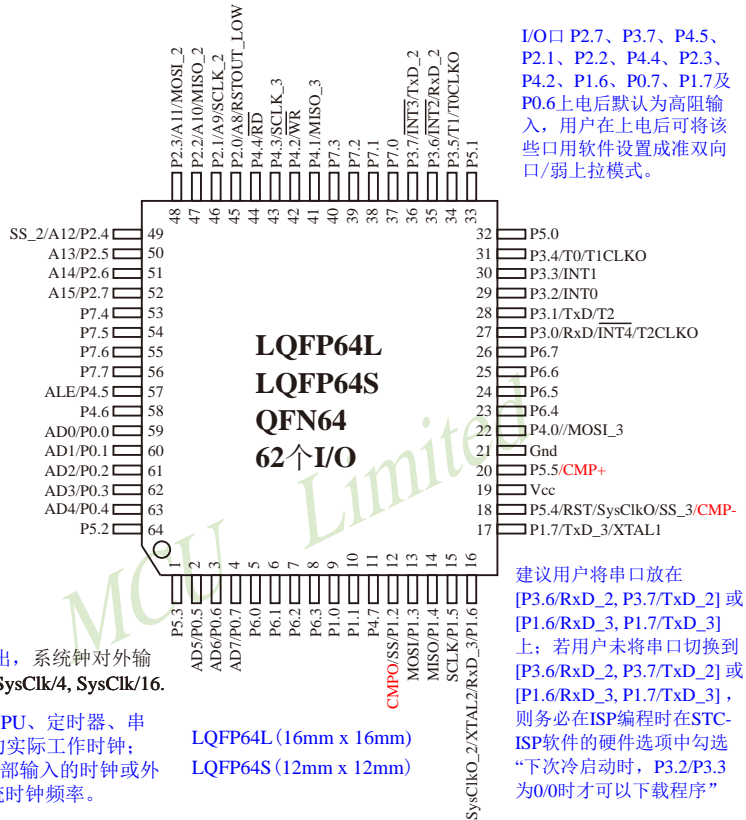 I/O口 P2.7、P3.7、P4.5、
P2.1、P2.2、P4.4、P2.3、
P4.2、P1.6、P0.7、P1.7及
P0.6上电后默认为高阻输
入，用户在上电后可将该
些口用软件设置成准双向
口/弱上拉模式。
P2.3/A11/MOSI_2
P2.2/A10/MISO_2
P2.1/A9/SCLK_2
P2.0/A8/RSTOUT_LOW
P4.4/RD
P4.3/SCLK_3
P4.2/WR
P4.1/MISO_3
P7.3
P7.2
P7.1
P7.0
P3.7/INT3/TxD_2
P3.6/INT2/RxD_2
P3.5/T1/T0CLKO
P5.1
48 47 46 45 44 43 42 41 40 39 38 37 36 35 34 33
SS_2/A12/P2.4 49
A13/P2.5 50
A14/P2.6 51
A15/P2.7 52
P7.4 53
P7.5 54
P7.6 55
P7.7 56
ALE/P4.5 57
P4.6 58
AD0/P0.0 59
AD1/P0.1 60
AD2/P0.2 61
AD3/P0.3 62
AD4/P0.4 63
P5.2 64
LQFP64L
LQFP64S
QFN64
62个I/O
32 P5.0
31 P3.4/T0/T1CLKO
30 P3.3/INT1
29 P3.2/INT0
28 P3.1/TxD/T2
27 P3.0/RxD/INT4/T2CLKO
26 P6.7
25 P6.6
24 P6.5
23 P6.4
22 P4.0//MOSI_3
21 Gnd
20 P5.5/CMP+
19 Vcc
18 P5.4/RST/SysClkO/SS_3/CMP-
17 P1.7/TxD_3/XTAL1
MCU Limited
1 2 3 4 5 6 7 8 9 10 11 12 13 14 15 16
P5.3
AD5/P0.5
AD6/P0.6
AD7/P0.7
P6.0
P6.1
P6.2
P6.3
P1.0
P1.1
P4.7
CMPO/SS/P1.2
MOSI/P1.3
MISO/P1.4
SCLK/P1.5
SysClkO_2/XTAL2/RxD_3/P1.6
出，系统钟对外输
SysClk/4, SysClk/16.
PU、定时器、串
实际工作时钟；
部输入的时钟或外
统时钟频率。
LQFP64L（16mm x 16mm）
LQFP64S（12mm x 12mm）
建议用户将串口放在
[P3.6/RxD_2, P3.7/TxD_2] 或
[P1.6/RxD_3, P1.7/TxD_3]
上；若用户未将串口切换到
[P3.6/RxD_2, P3.7/TxD_2] 或
[P1.6/RxD_3, P1.7/TxD_3]，
则务必在ISP编程时在STC-
ISP软件的硬件选项中勾选
“下次冷启动时，P3.2/P3.3
为0/0时才可以下载程序”